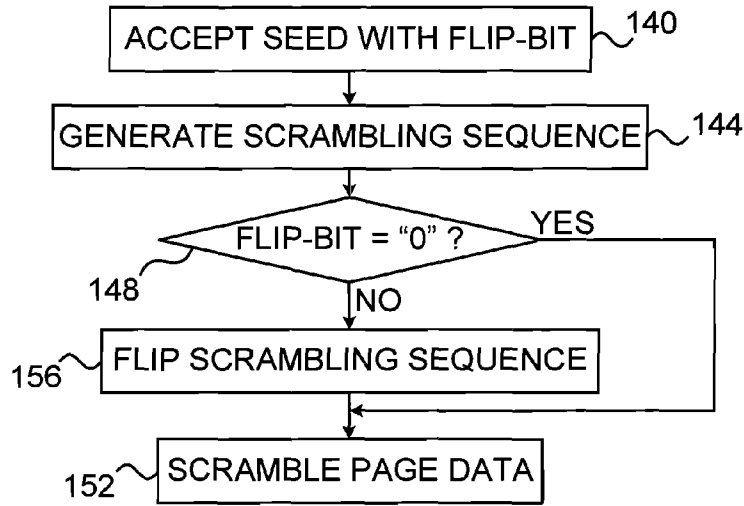 ACCEPT SEED WITH FLIP-BIT
140
GENERATE SCRAMBLING SEQUENCE
144
FLIP-BIT = “0” ?
YES
148
NO
FLIP SCRAMBLING SEQUENCE
156
SCRAMBLE PAGE DATA
152